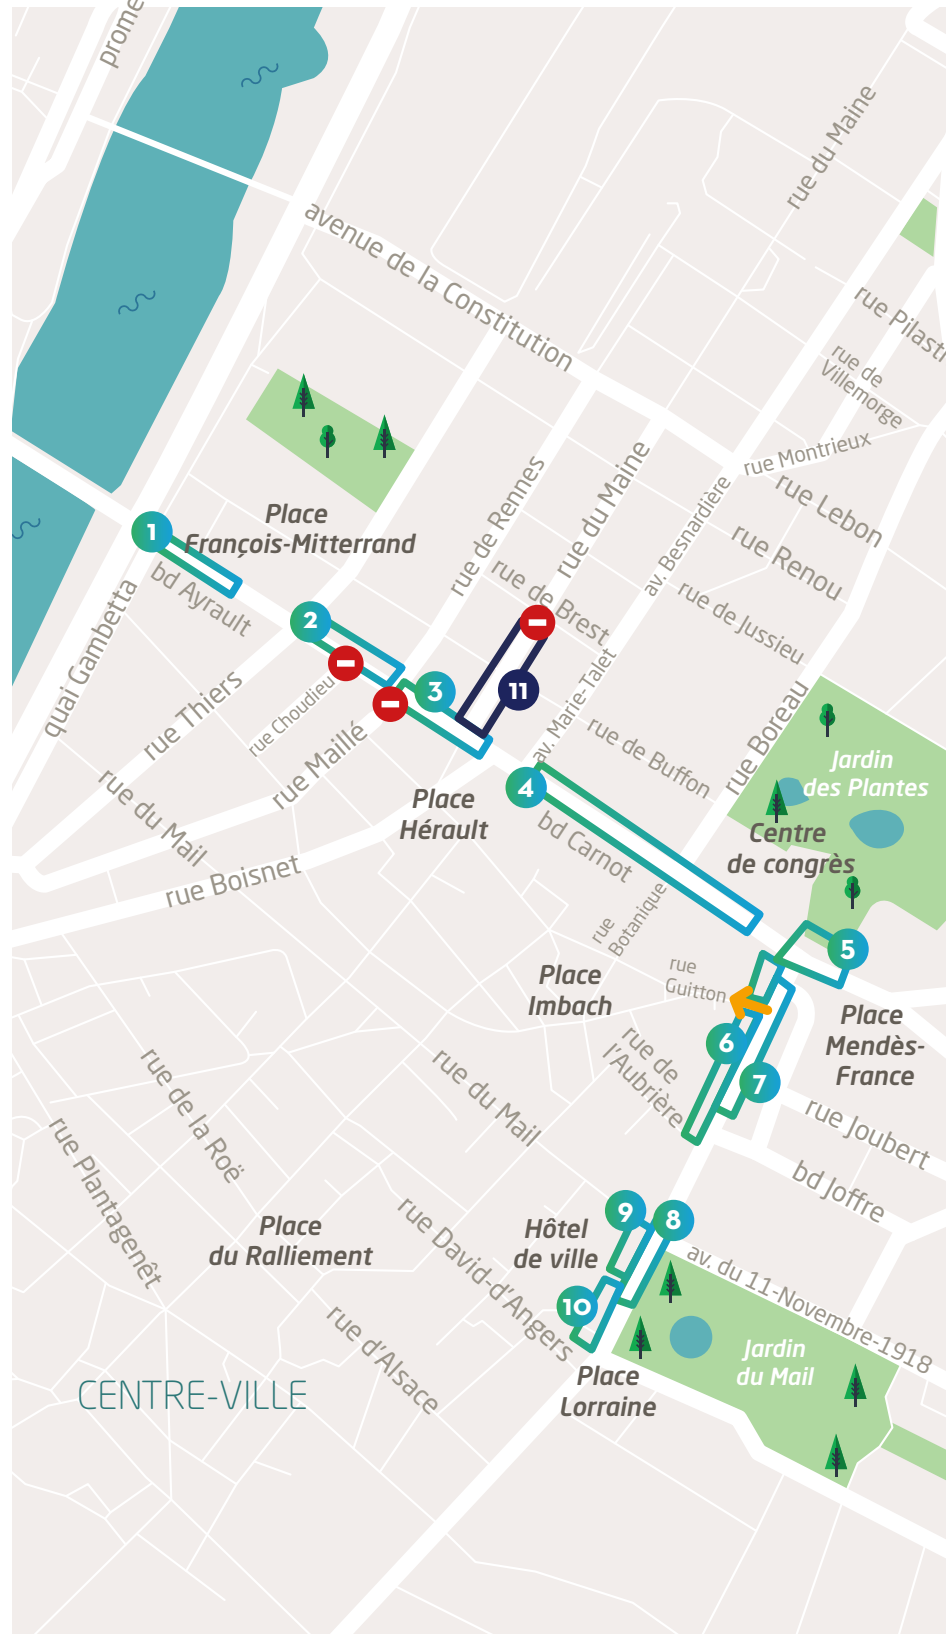 prome
rue du Maine
avenue de la Constitution
rue Pilastr
rue de
Villemorge
rue Montrieux
rue Lebon
rue Renou
av. Besnardière
rue du Maine
rue de Rennes
Place
François-Mitterrand
1
bd Ayrault
quai Gambetta
rue de Brest
rue de Jussieu
2
3
11
rue Thiers
rue Choudieu
rue Maillé
av. Marie-Talet
rue de Buffon
rue Boreau
Jardin
des Plantes
rue du Mail
Place
Hérault
4
bd Carnot
Centre
de congrès
rue Boisnet
rue
Botanique
5
Place
Imbach
rue
Guitton
Place
Mendès-
France
6
7
rue de
l'Aubrière
rue du Mail
rue de la Roë
rue Plantagenêt
rue Joubert
bd Joffre
9
8
Place
du Ralliement
rue David-d'Angers
Hôtel
de ville
10
av. du 11-Novembre-1918
rue d'Alsace
Jardin
du Mail
Place
Lorraine
CENTRE-VILLE